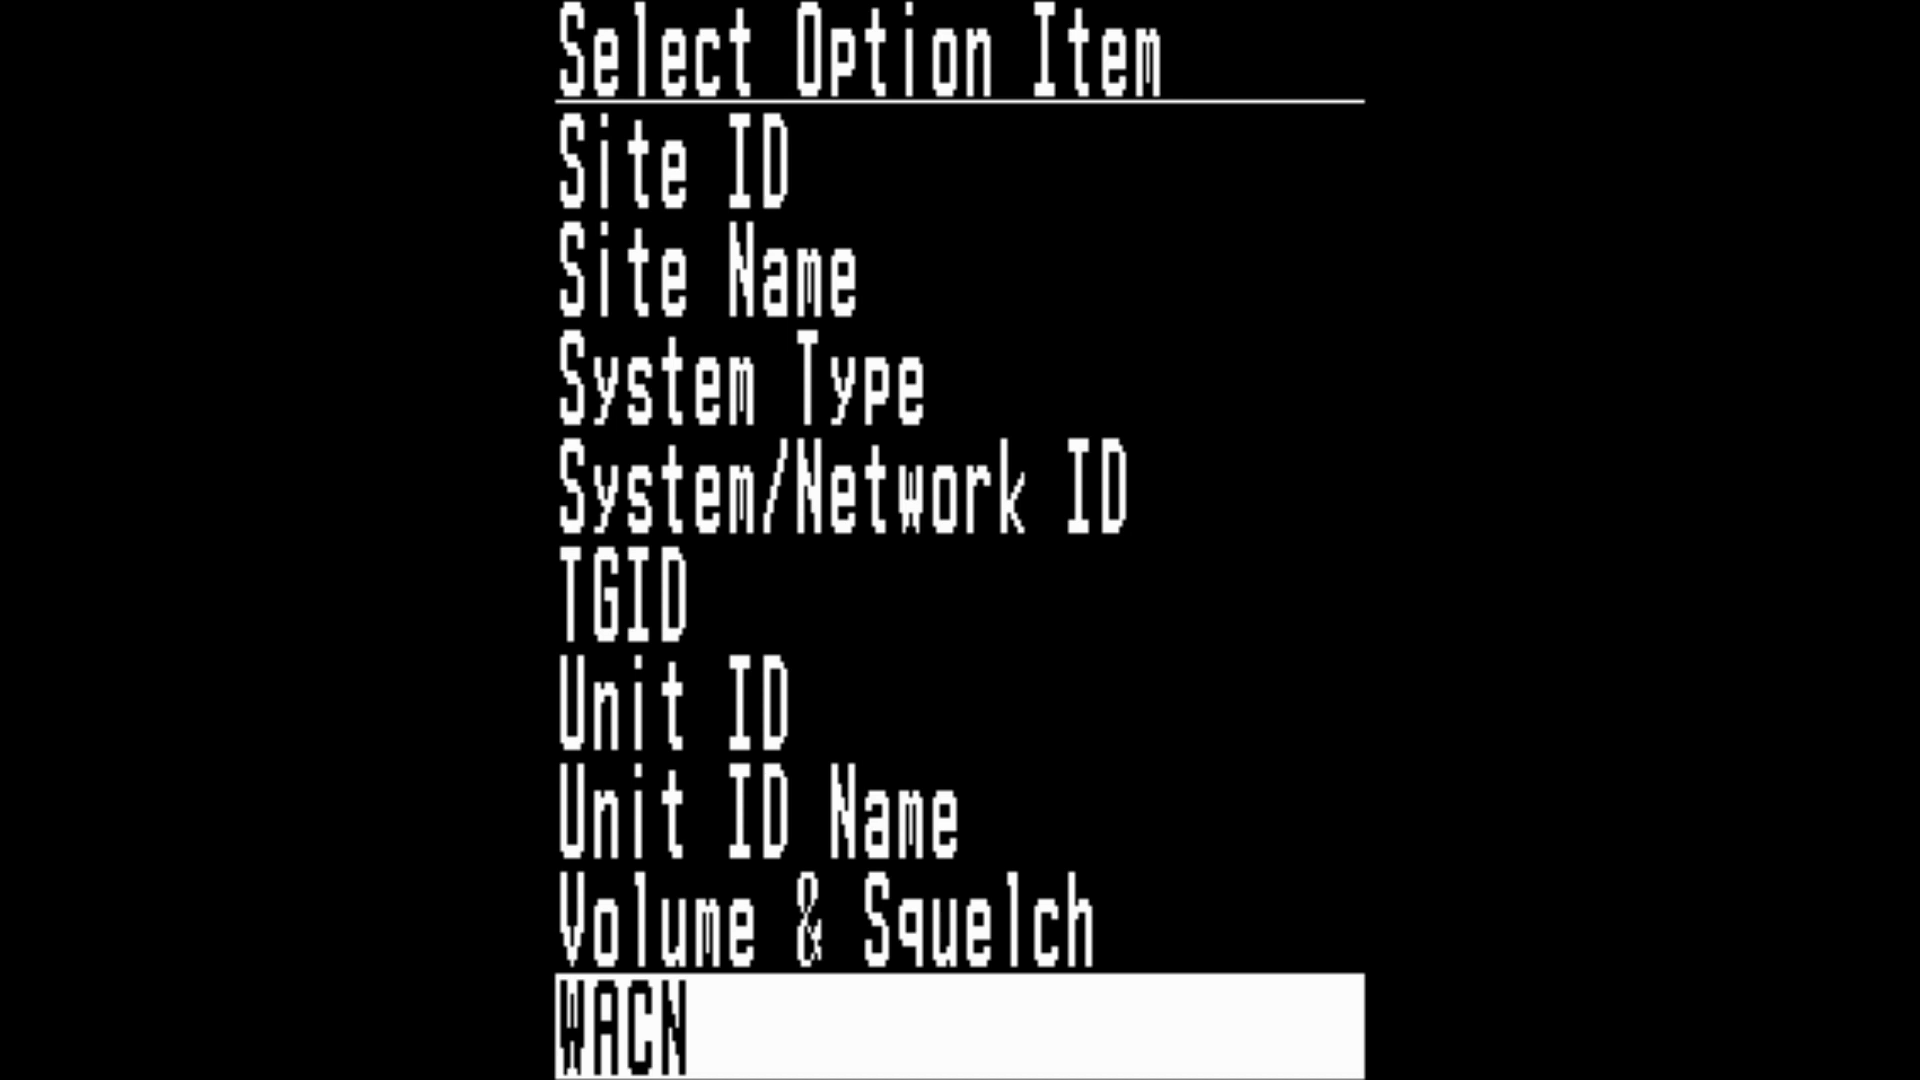 Select Option Item
Site ID
Site Name
System Type
System/Network ID
TGID
Unit ID
Unit ID Name
Volume & Squelch
WACN